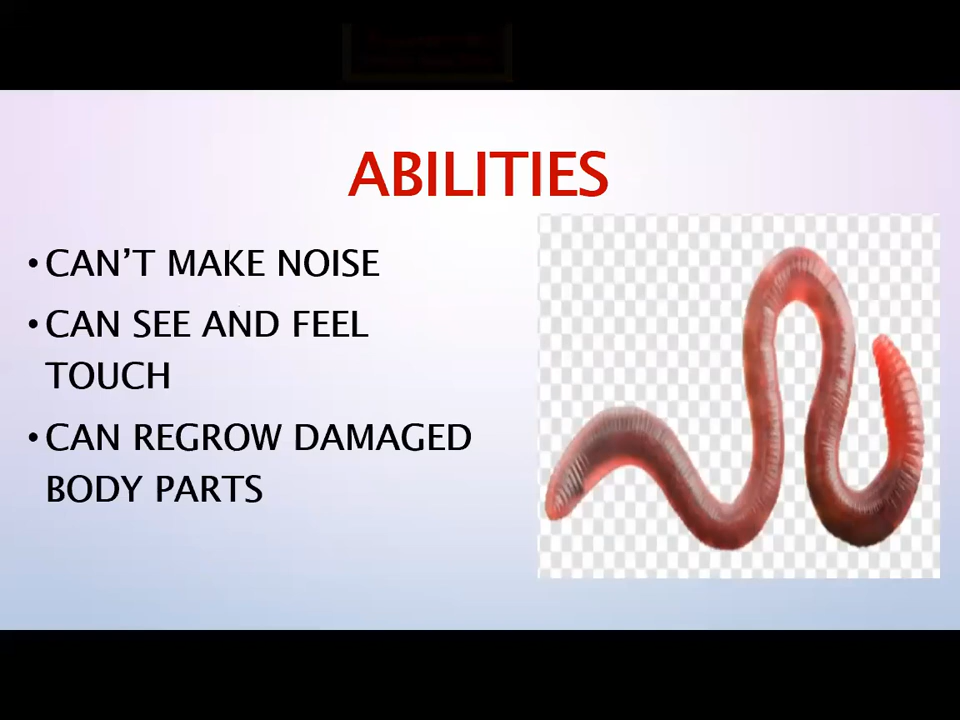 ABILITIES
• CAN'T MAKE NOISE
• CAN SEE AND FEEL
TOUCH
• CAN REGROW DAMAGED
BODY PARTS